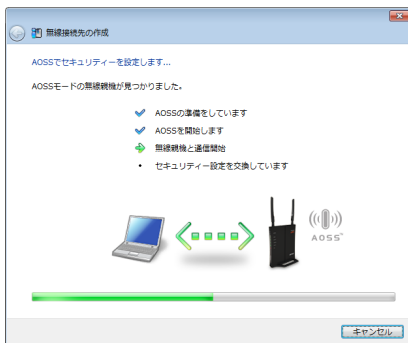 無線接続先の作成
AOSSでセキュリティーを設定します...
AOSSモードの無線親機が見つかりました。
AOSSの準備をしています
AOSSを開始します
無線親機と通信開始
セキュリティー設定を交換しています
AOSS™
キャンセル